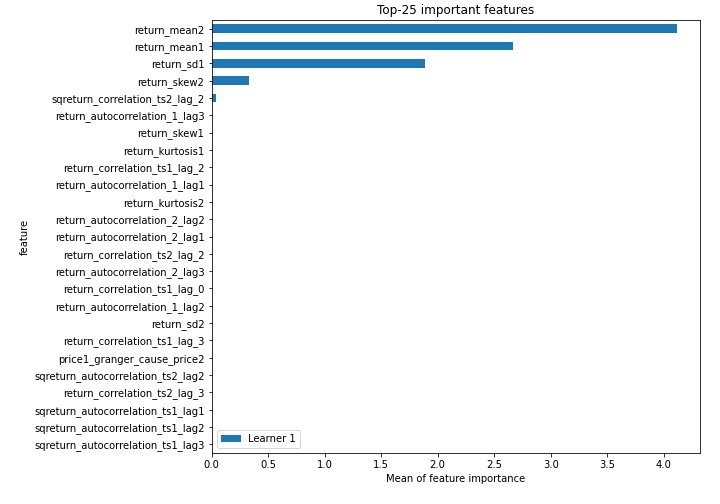 Top-25 important features
return_mean2
return_mean1
return_sd1
return_skew2
sqreturn_correlation_ts2_lag_2
return_autocorrelation_1_lag3
return_skew1
return_kurtosis1
return_correlation_ts1_lag_2
return_autocorrelation_1_lag1
return_kurtosis2
return_autocorrelation_2_lag2
return_autocorrelation_2_lag1
return_correlation_ts2_lag_2
return_autocorrelation_2_lag3
return_correlation_ts1_lag_0
return_autocorrelation_1_lag2
return_sd2
return_correlation_ts1_lag_3
price1_granger_cause_price2
sqreturn_autocorrelation_ts2_lag2
return_correlation_ts2_lag_3
sqreturn_autocorrelation_ts1_lag1
sqreturn_autocorrelation_ts1_lag2
sqreturn_autocorrelation_ts1_lag3
feature
Learner 1
0.0 0.5 1.0 1.5 2.0 2.5 3.0 3.5 4.0
Mean of feature importance